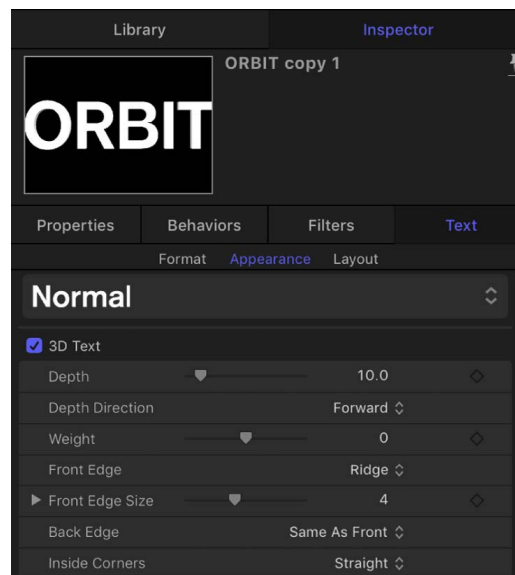 Library Inspector
ORBIT copy 1
ORBIT
Properties Behaviors Filters Text
Format Appearance Layout
Normal
3D Text
Depth 10.0
Depth Direction Forward
Weight 0
Front Edge Ridge
Front Edge Size 4
Back Edge Same As Front
Inside Corners Straight